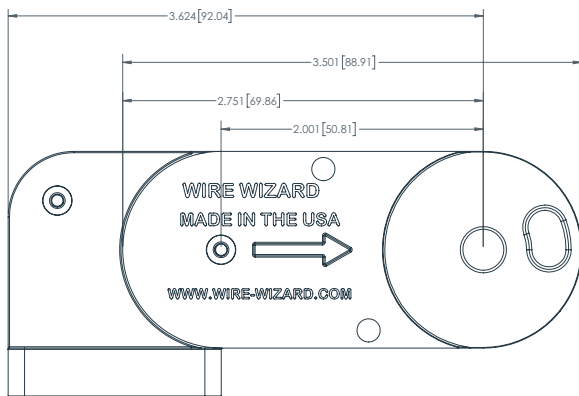 3.624[92.04]
3.501[88.91]
2.751[69.86]
2.001[50.81]
WIRE WIZARD
MADE IN THE USA
WWW.WIRE-WIZARD.COM